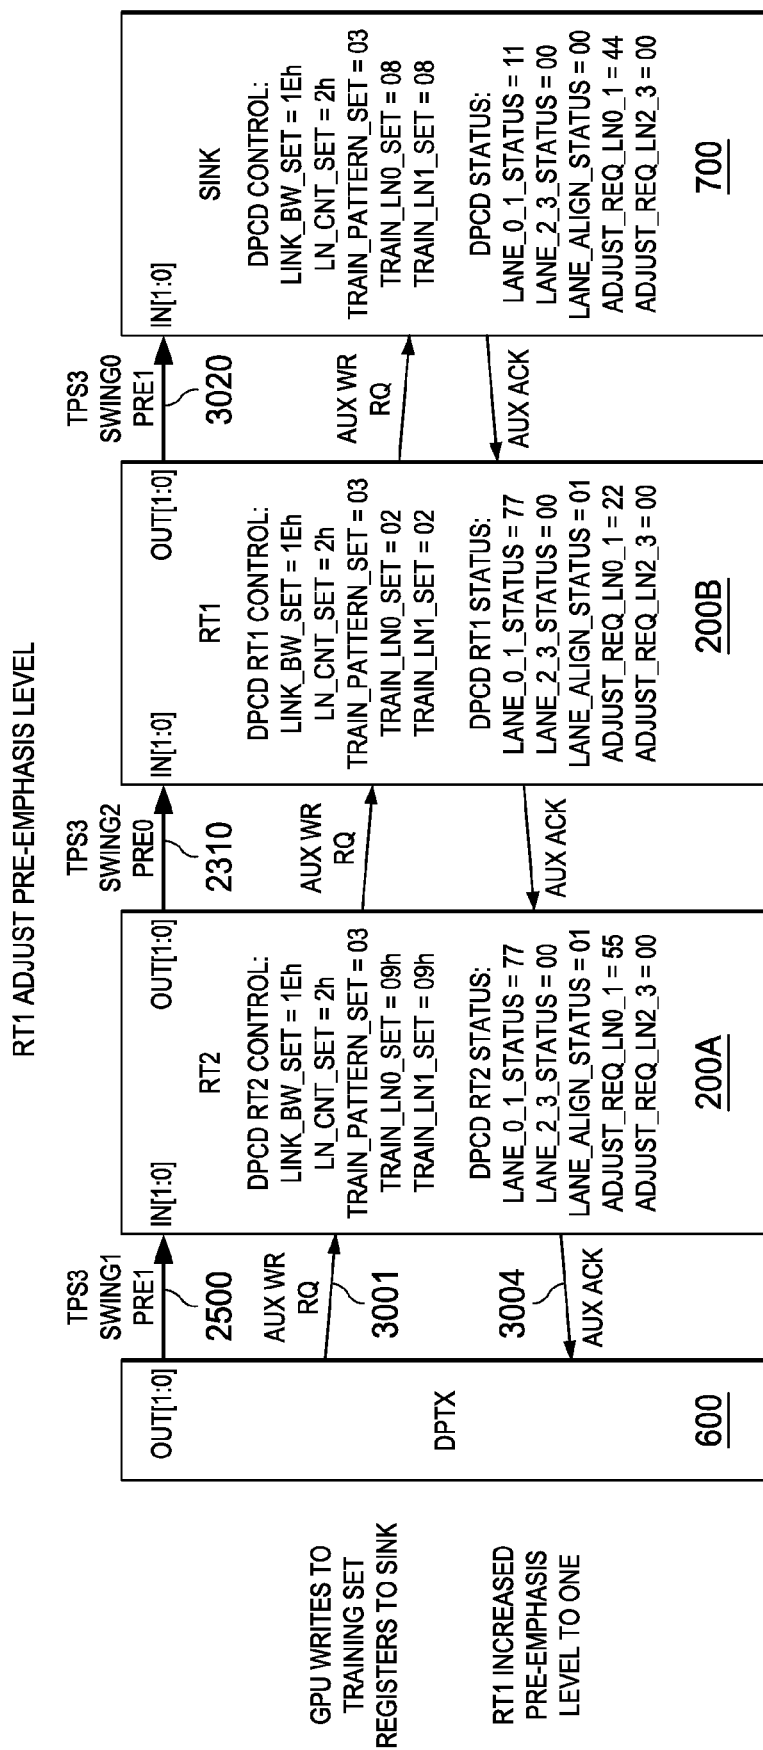 RT1 ADJUST PRE-EMPHASIS LEVEL
GPU WRITES TO
TRAINING SET
REGISTERS TO SINK
RT1 INCREASED
PRE-EMPHASIS
LEVEL TO ONE
OUT[1:0]
DPTX
600
TPS3
SWING1
PRE1
2500
AUX WR
RQ
3001
3004
AUX ACK
IN[1:0]
OUT[1:0]
RT2
DPCD RT2 CONTROL:
LINK_BW_SET = 1Eh
LN_CNT_SET = 2h
TRAIN_PATTERN_SET = 03
TRAIN_LN0_SET = 09h
TRAIN_LN1_SET = 09h
DPCD RT2 STATUS:
LANE_0_1_STATUS = 77
LANE_2_3_STATUS = 00
LANE_ALIGN_STATUS = 01
ADJUST_REQ_LN0_1 = 55
ADJUST_REQ_LN2_3 = 00
200A
TPS3
SWING2
PRE0
2310
AUX WR
RQ
AUX ACK
IN[1:0]
OUT[1:0]
RT1
DPCD RT1 CONTROL:
LINK_BW_SET = 1Eh
LN_CNT_SET = 2h
TRAIN_PATTERN_SET = 03
TRAIN_LN0_SET = 02
TRAIN_LN1_SET = 02
DPCD RT1 STATUS:
LANE_0_1_STATUS = 77
LANE_2_3_STATUS = 00
LANE_ALIGN_STATUS = 01
ADJUST_REQ_LN0_1 = 22
ADJUST_REQ_LN2_3 = 00
200B
TPS3
SWING0
PRE1
3020
AUX WR
RQ
AUX ACK
IN[1:0]
SINK
DPCD CONTROL:
LINK_BW_SET = 1Eh
LN_CNT_SET = 2h
TRAIN_PATTERN_SET = 03
TRAIN_LN0_SET = 08
TRAIN_LN1_SET = 08
DPCD STATUS:
LANE_0_1_STATUS = 11
LANE_2_3_STATUS = 00
LANE_ALIGN_STATUS = 00
ADJUST_REQ_LN0_1 = 44
ADJUST_REQ_LN2_3 = 00
700